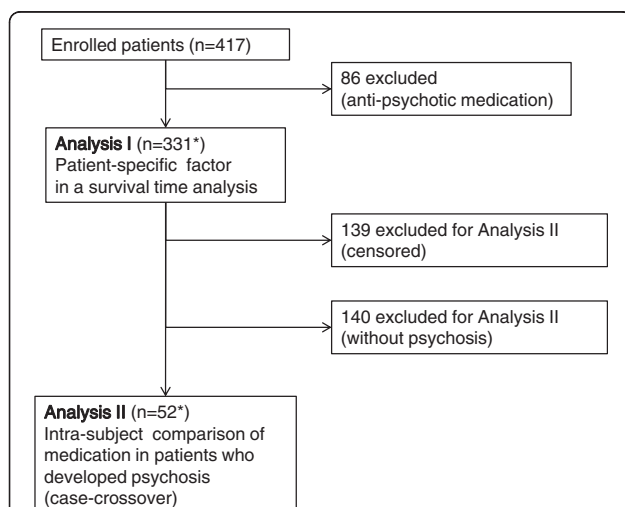 Enrolled patients (n=417)
86 excluded
(anti-psychotic medication)
Analysis I (n=331*)
Patient-specific factor
in a survival time analysis
139 excluded for Analysis II
(censored)
140 excluded for Analysis II
(without psychosis)
Analysis II (n=52*)
Intra-subject comparison of
medication in patients who
developed psychosis
(case-crossover)